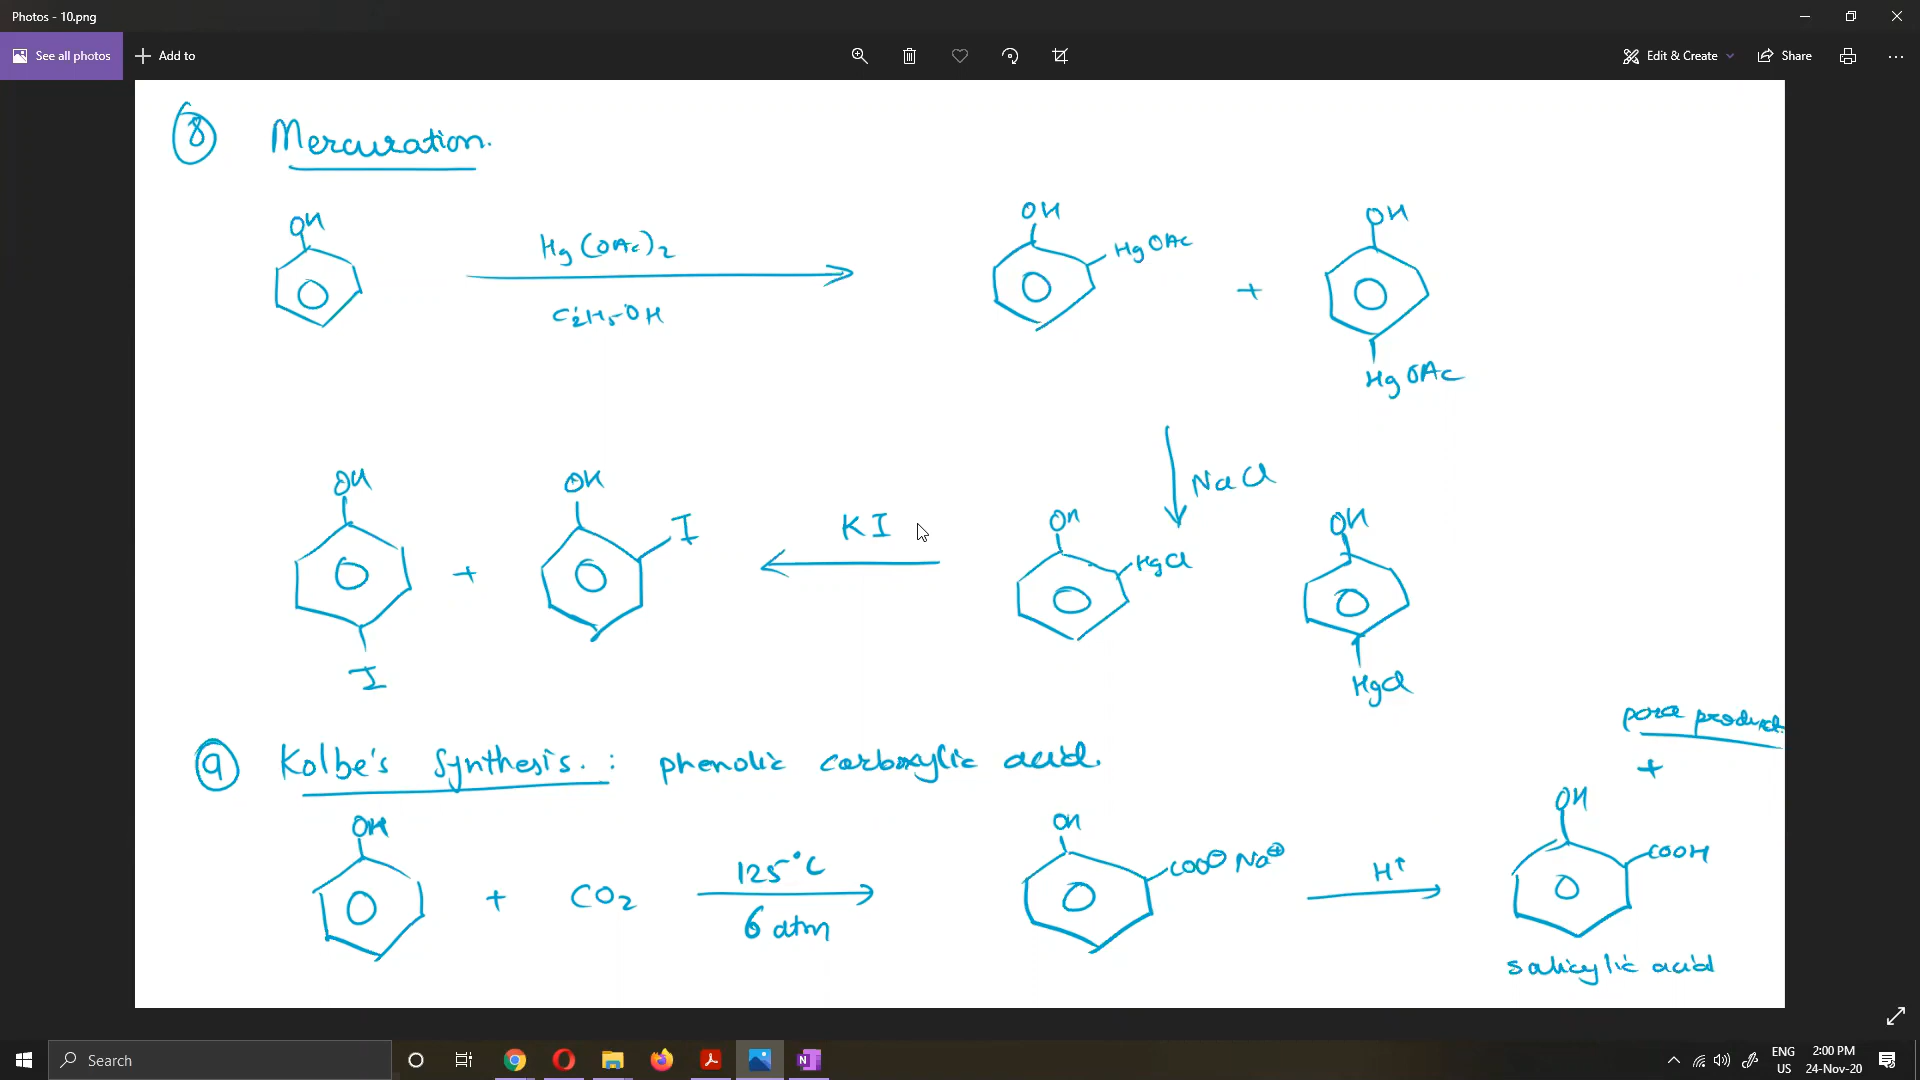 Photos - 10.png
See all photos
Add to
Edit & Create
Share
8 Mercuration.
OH
Hg(OAc)2
C2H5-OH
OH
HgOAc
+
OH
HgOAc
NaCl
OH
I
+
OH
I
KI
OH
HgCl
OH
HgCl
9 Kolbe's Synthesis. : phenolic carboxylic acid.
para product
+
OH
+ CO2
125°C
6 atm
OH
COO⊖ Na⊕
H+
OH
COOH
salicylic acid
Search
ENG
US
2:00 PM
24-Nov-20